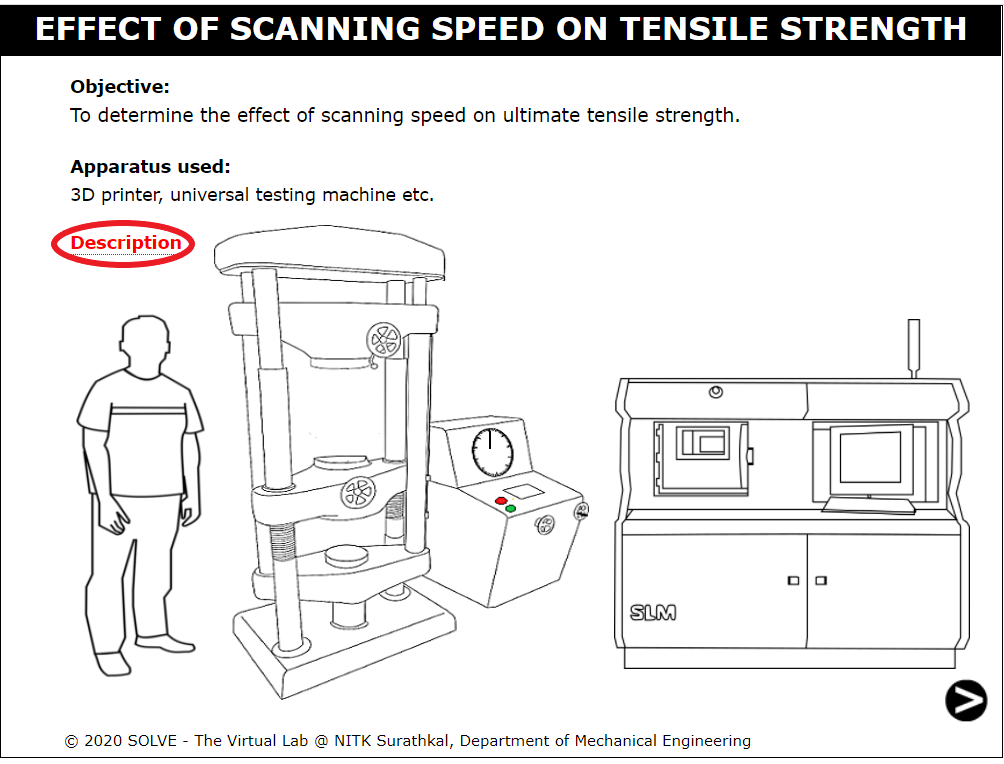 EFFECT OF SCANNING SPEED ON TENSILE STRENGTH
Objective:
To determine the effect of scanning speed on ultimate tensile strength.
Apparatus used:
3D printer, universal testing machine etc.
Description
SLM
© 2020 SOLVE - The Virtual Lab @ NITK Surathkal, Department of Mechanical Engineering